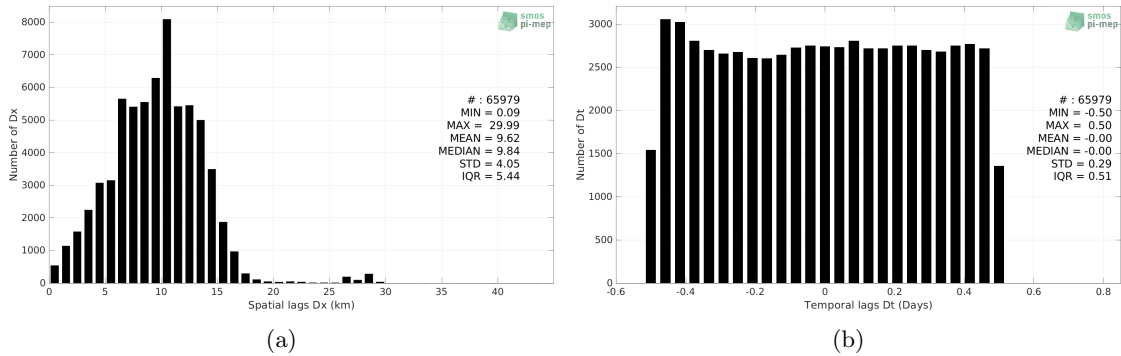 8000
7000
6000
5000
4000
3000
2000
1000
0
Number of Dx
0 5 10 15 20 25 30 35 40
Spatial lags Dx (km)
smos
pi-mep
# : 65979
MIN = 0.09
MAX = 29.99
MEAN = 9.62
MEDIAN = 9.84
STD = 4.05
IQR = 5.44
(a)
3000
2500
2000
1500
1000
500
0
Number of Dt
-0.6 -0.4 -0.2 0 0.2 0.4 0.6 0.8
Temporal lags Dt (Days)
smos
pi-mep
# : 65979
MIN = -0.50
MAX = 0.50
MEAN = -0.00
MEDIAN = -0.00
STD = 0.29
IQR = 0.51
(b)